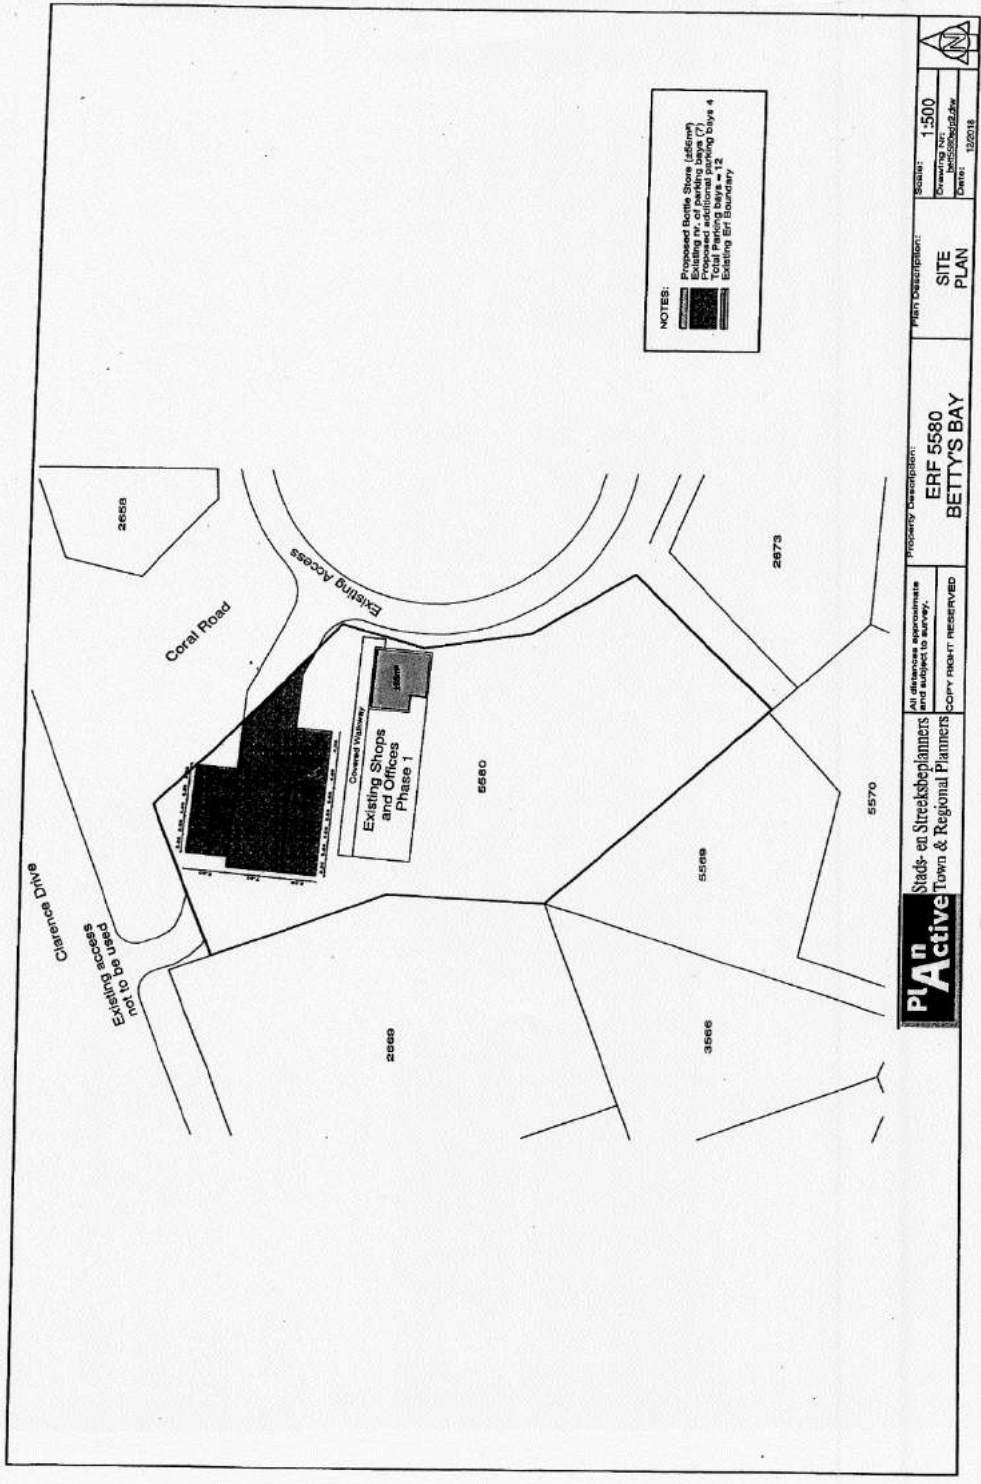 Clarence Drive
Existing access
not to be used
Coral Road
2658
Existing Access
Covered Walkway
Existing Shops
and Offices
Phase 1
5580
2669
3566
5569
5570
2673
NOTES:
Proposed Bottle Store (±56m²)
Existing nr. of parking bays (7)
Proposed additional parking bays 4
Total Parking bays = 12
Existing Erf Boundary
Plan Active
Stads- en Streeksbeplanners
Town & Regional Planners
All distances approximate
and subject to survey.
COPY RIGHT RESERVED
Property Description:
ERF 5580
BETTY'S BAY
Plan Description:
SITE
PLAN
Scale:
1:500
Drawing Nr:
Date:
12/2018
N